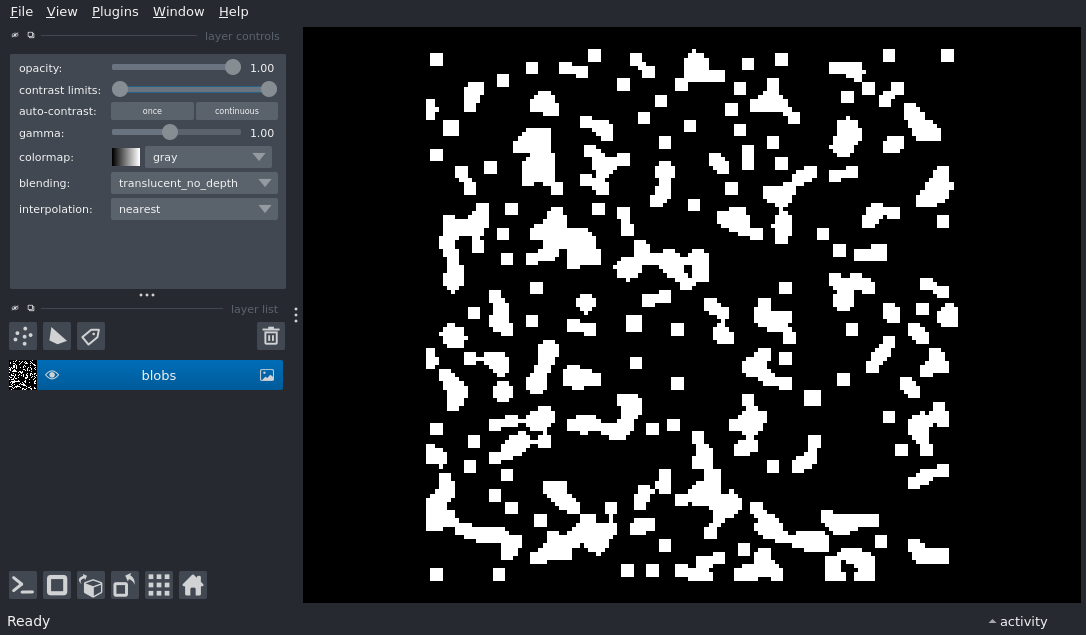 File View Plugins Window Help
layer controls
opacity: 1.00
contrast limits:
auto-contrast: once continuous
gamma: 1.00
colormap: gray
blending: translucent_no_depth
interpolation: nearest
layer list
blobs
Ready
activity